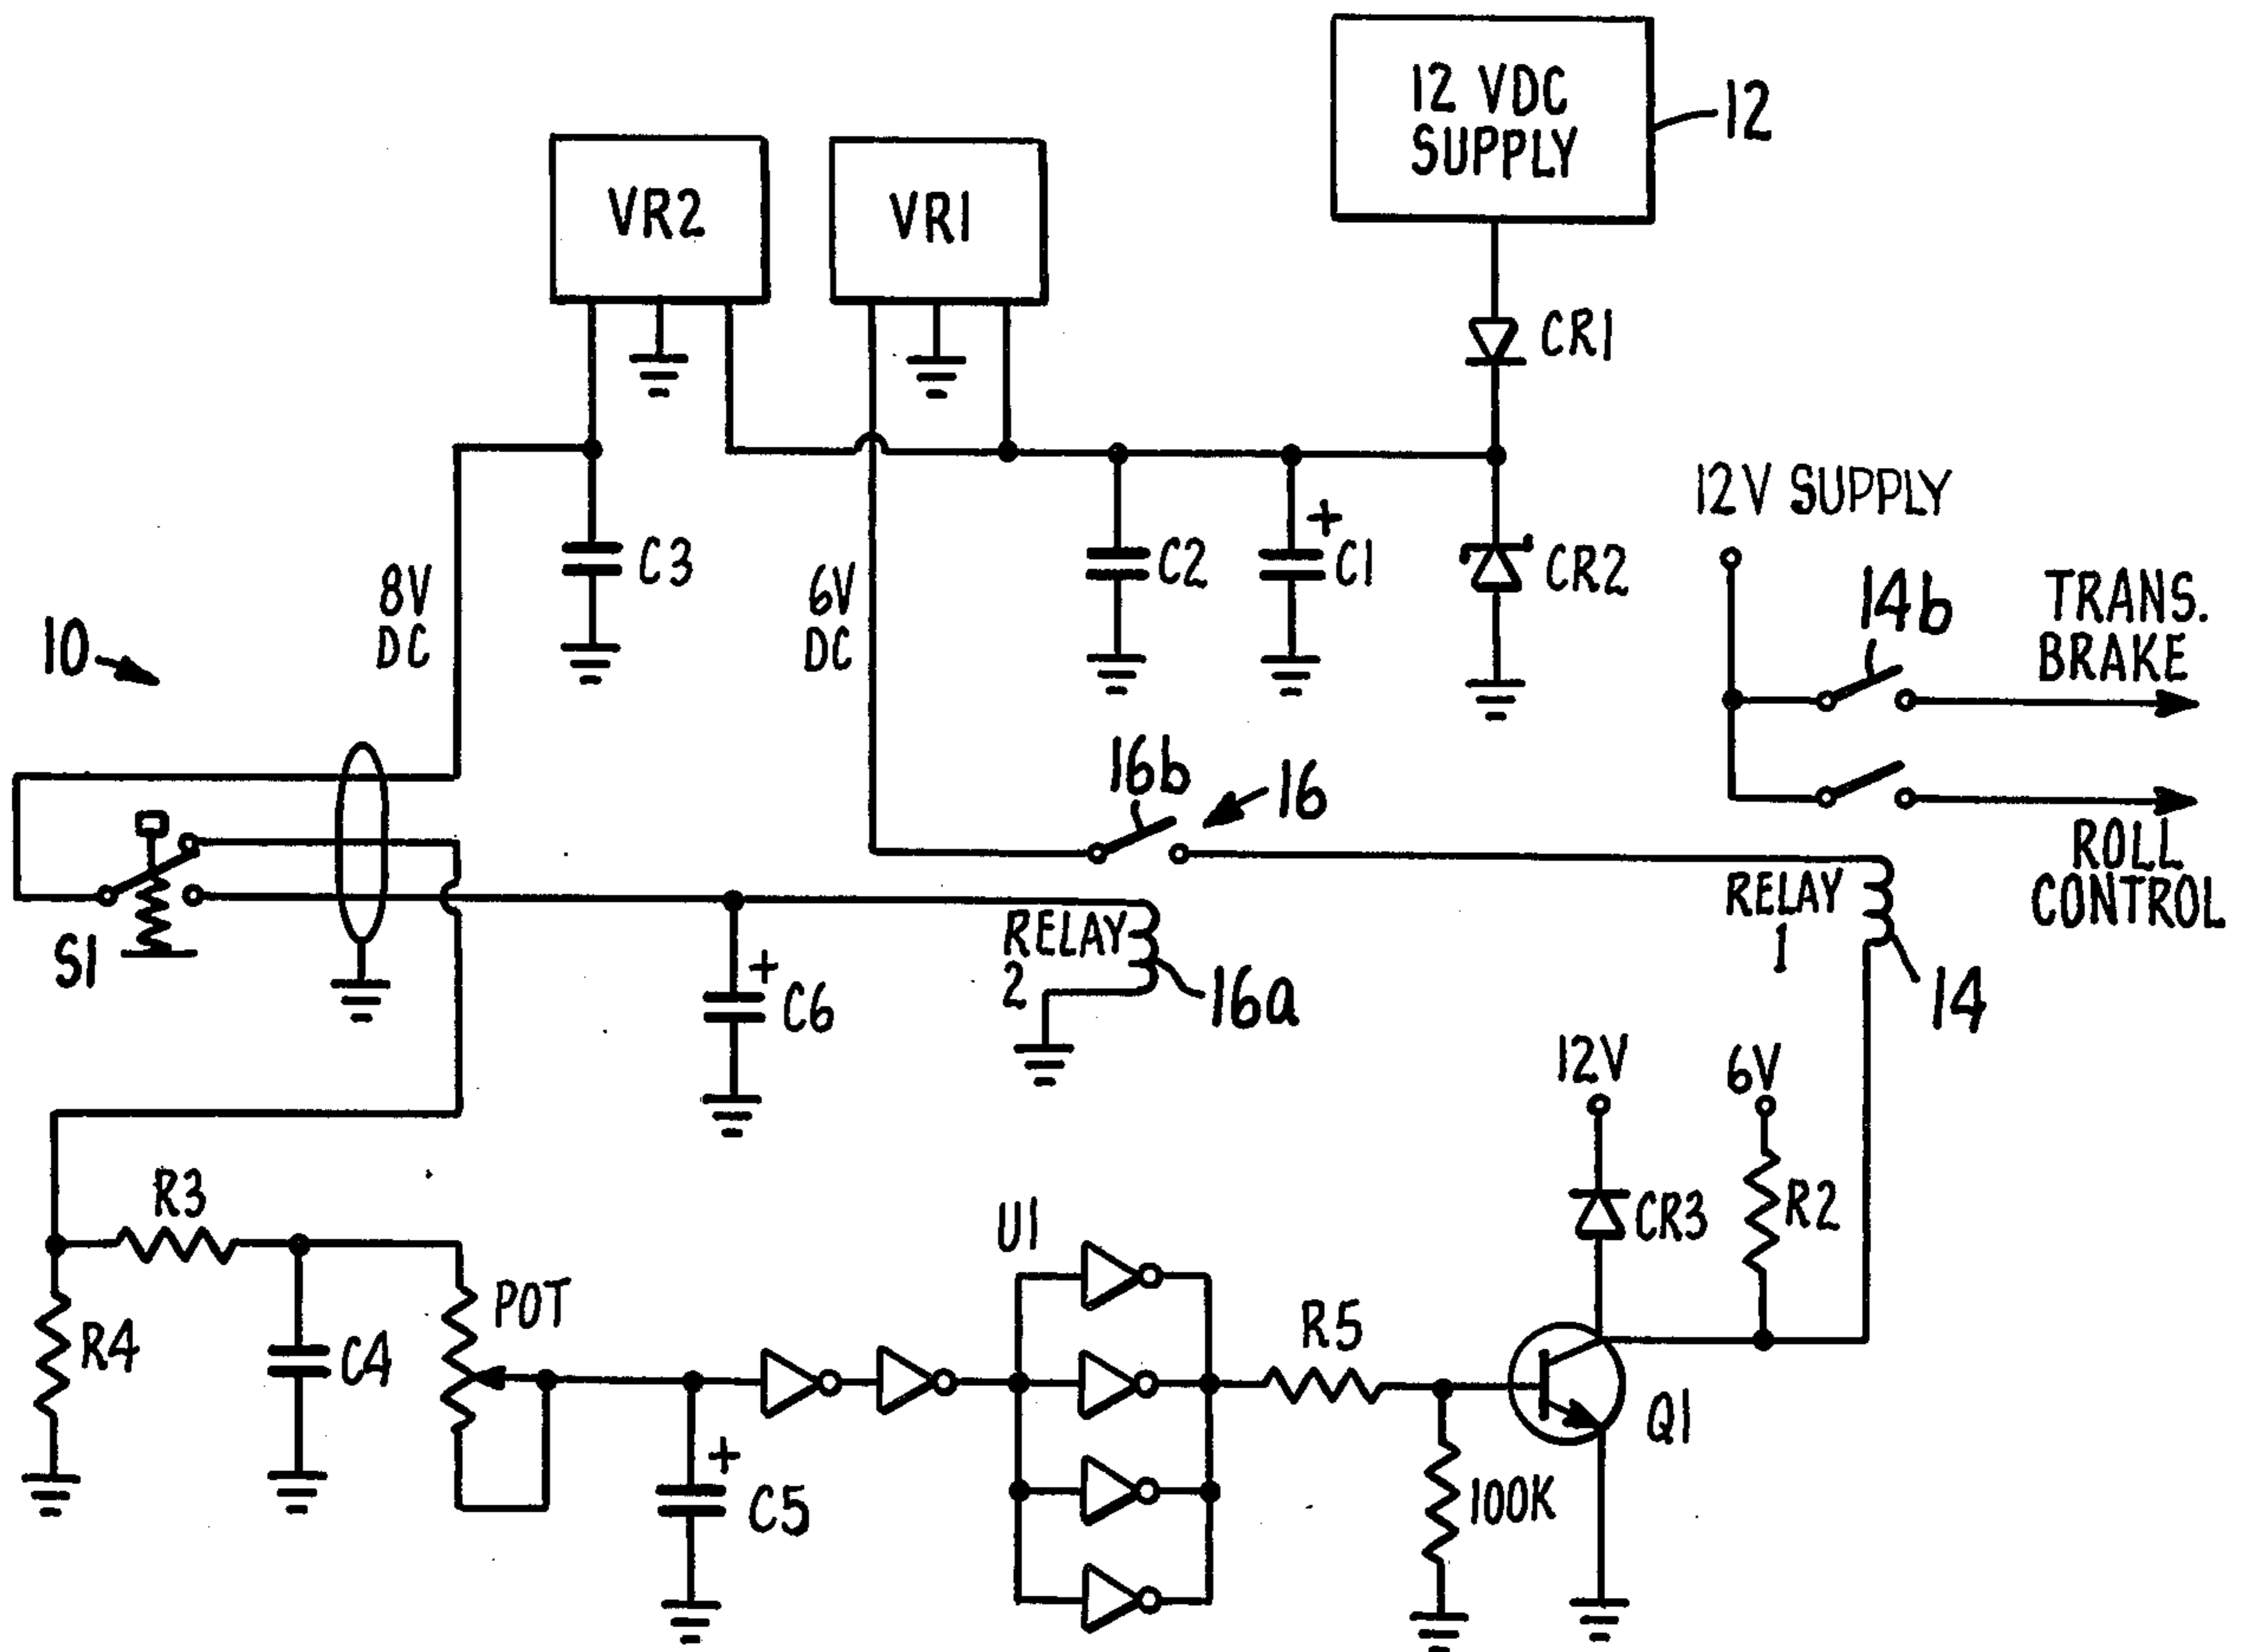 12 VDC
SUPPLY
12
VR2
VR1
CR1
12V SUPPLY
C3
C2
+
C1
CR2
14b
TRANS.
BRAKE
8V
DC
6V
DC
10
16b
16
ROLL
CONTROL
RELAY
1
14
S1
RELAY
2
16a
+
C6
12V
6V
R3
U1
CR3
R2
POT
R4
C4
R5
Q1
+
C5
100K